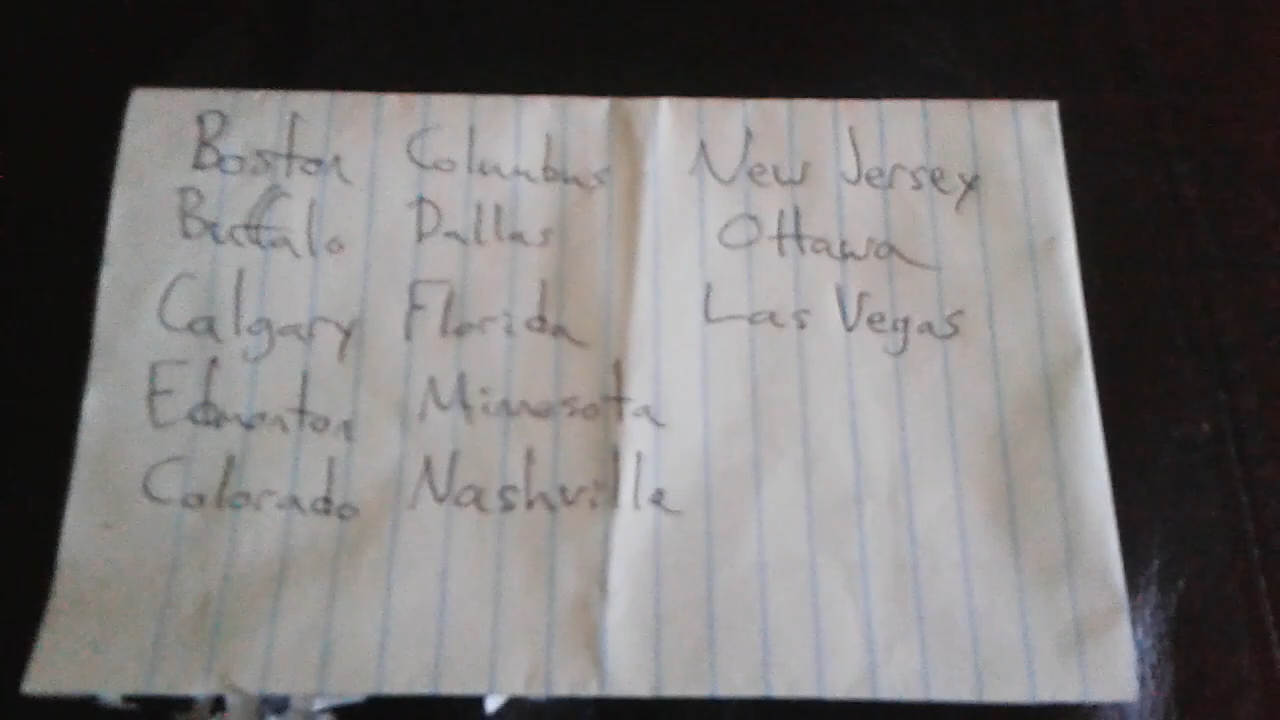 Boston Columbus New Jersey
Buffalo Dallas Ottawa
Calgary Florida Las Vegas
Edmonton Minnesota
Colorado Nashville